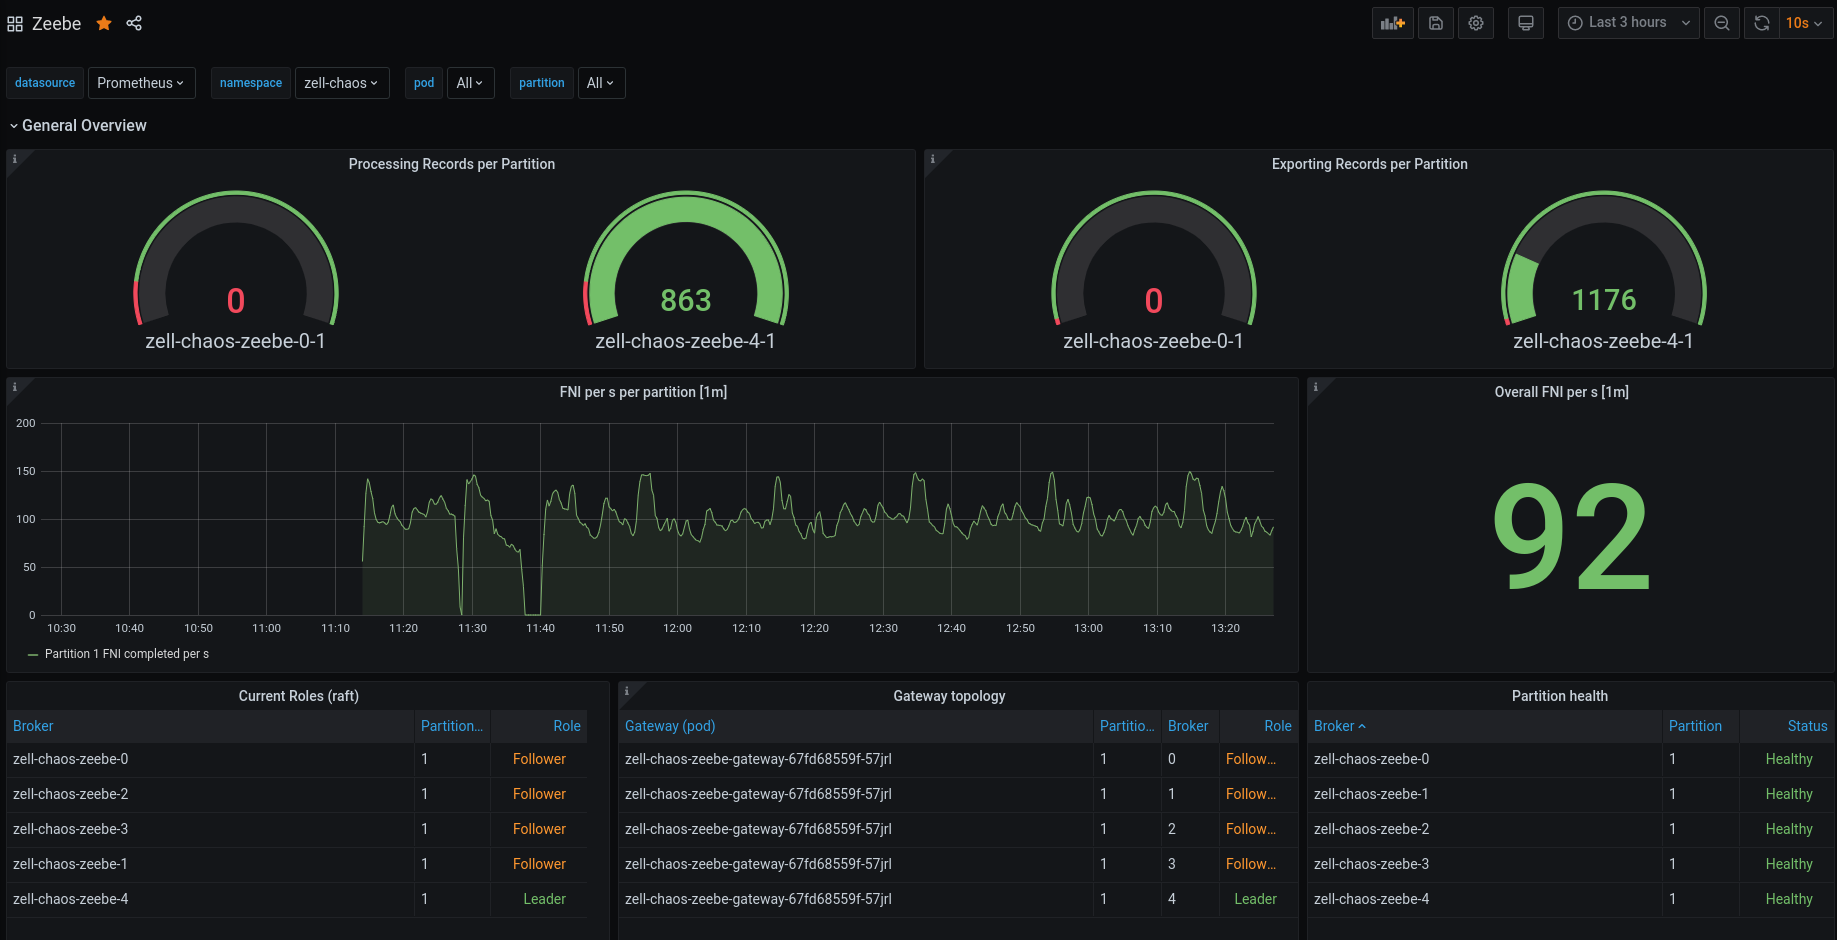 Zeebe
Last 3 hours
10s
datasource Prometheus namespace zell-chaos pod All partition All
General Overview
Processing Records per Partition
0
zell-chaos-zeebe-0-1
863
zell-chaos-zeebe-4-1
Exporting Records per Partition
0
zell-chaos-zeebe-0-1
1176
zell-chaos-zeebe-4-1
FNI per s per partition [1m]
200
150
100
50
0
10:30 10:40 10:50 11:00 11:10 11:20 11:30 11:40 11:50 12:00 12:10 12:20 12:30 12:40 12:50 13:00 13:10 13:20
Partition 1 FNI completed per s
Overall FNI per s [1m]
92
Current Roles (raft)
Broker Partition... Role
zell-chaos-zeebe-0 1 Follower
zell-chaos-zeebe-2 1 Follower
zell-chaos-zeebe-3 1 Follower
zell-chaos-zeebe-1 1 Follower
zell-chaos-zeebe-4 1 Leader
Gateway topology
Gateway (pod) Partitio... Broker Role
zell-chaos-zeebe-gateway-67fd68559f-57jrl 1 0 Follow...
zell-chaos-zeebe-gateway-67fd68559f-57jrl 1 1 Follow...
zell-chaos-zeebe-gateway-67fd68559f-57jrl 1 2 Follow...
zell-chaos-zeebe-gateway-67fd68559f-57jrl 1 3 Follow...
zell-chaos-zeebe-gateway-67fd68559f-57jrl 1 4 Leader
Partition health
Broker Partition Status
zell-chaos-zeebe-0 1 Healthy
zell-chaos-zeebe-1 1 Healthy
zell-chaos-zeebe-2 1 Healthy
zell-chaos-zeebe-3 1 Healthy
zell-chaos-zeebe-4 1 Healthy